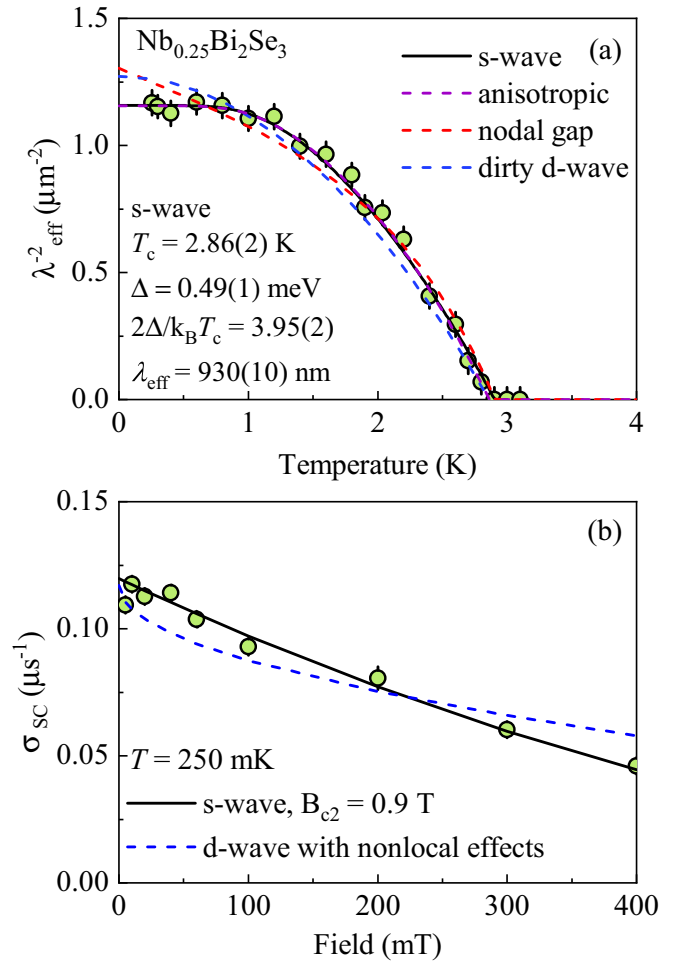 Nb0.25Bi2Se3
(a)
s-wave
anisotropic
nodal gap
dirty d-wave
s-wave
Tc = 2.86(2) K
Δ = 0.49(1) meV
2Δ/kBTc = 3.95(2)
λeff = 930(10) nm
1.5
1.0
0.5
0.0
λ-2eff (μm-2)
0 1 2 3 4
Temperature (K)
(b)
0.15
0.10
0.05
0.00
σSC (μs-1)
T = 250 mK
s-wave, Bc2 = 0.9 T
d-wave with nonlocal effects
0 100 200 300 400
Field (mT)